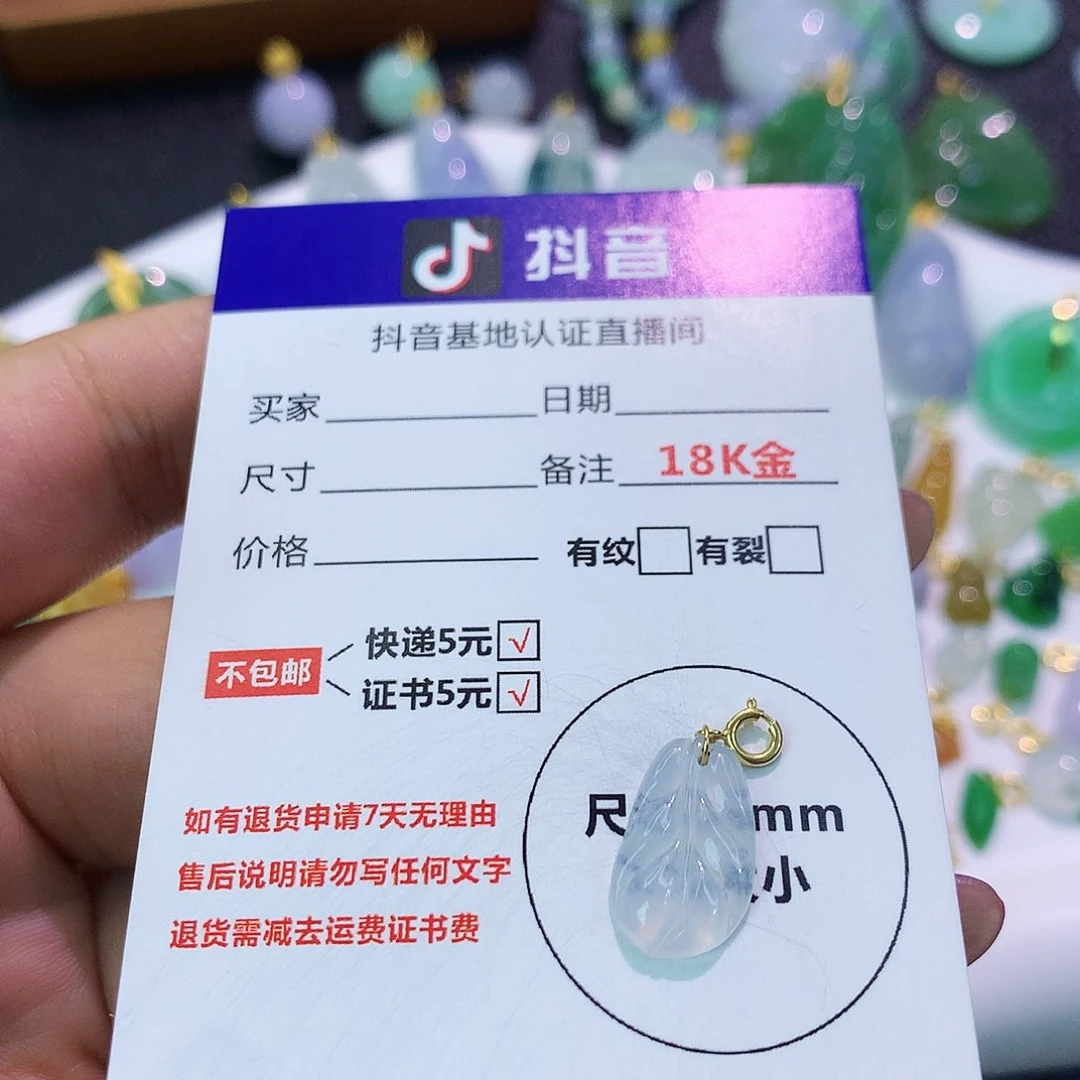 抖音
抖音基地认证直播间
买家 日期
尺寸 备注 18K金
价格 有纹 有裂
不包邮
快递5元 √
证书5元 √
如有退货申请7天无理由
售后说明请勿写任何文字
退货需减去运费证书费
尺 mm
小